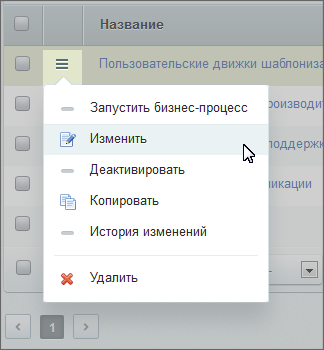 Название
Пользовательские движки шаблониза
Запустить бизнес-процесс
Изменить
Деактивировать
Копировать
История изменений
Удалить
1